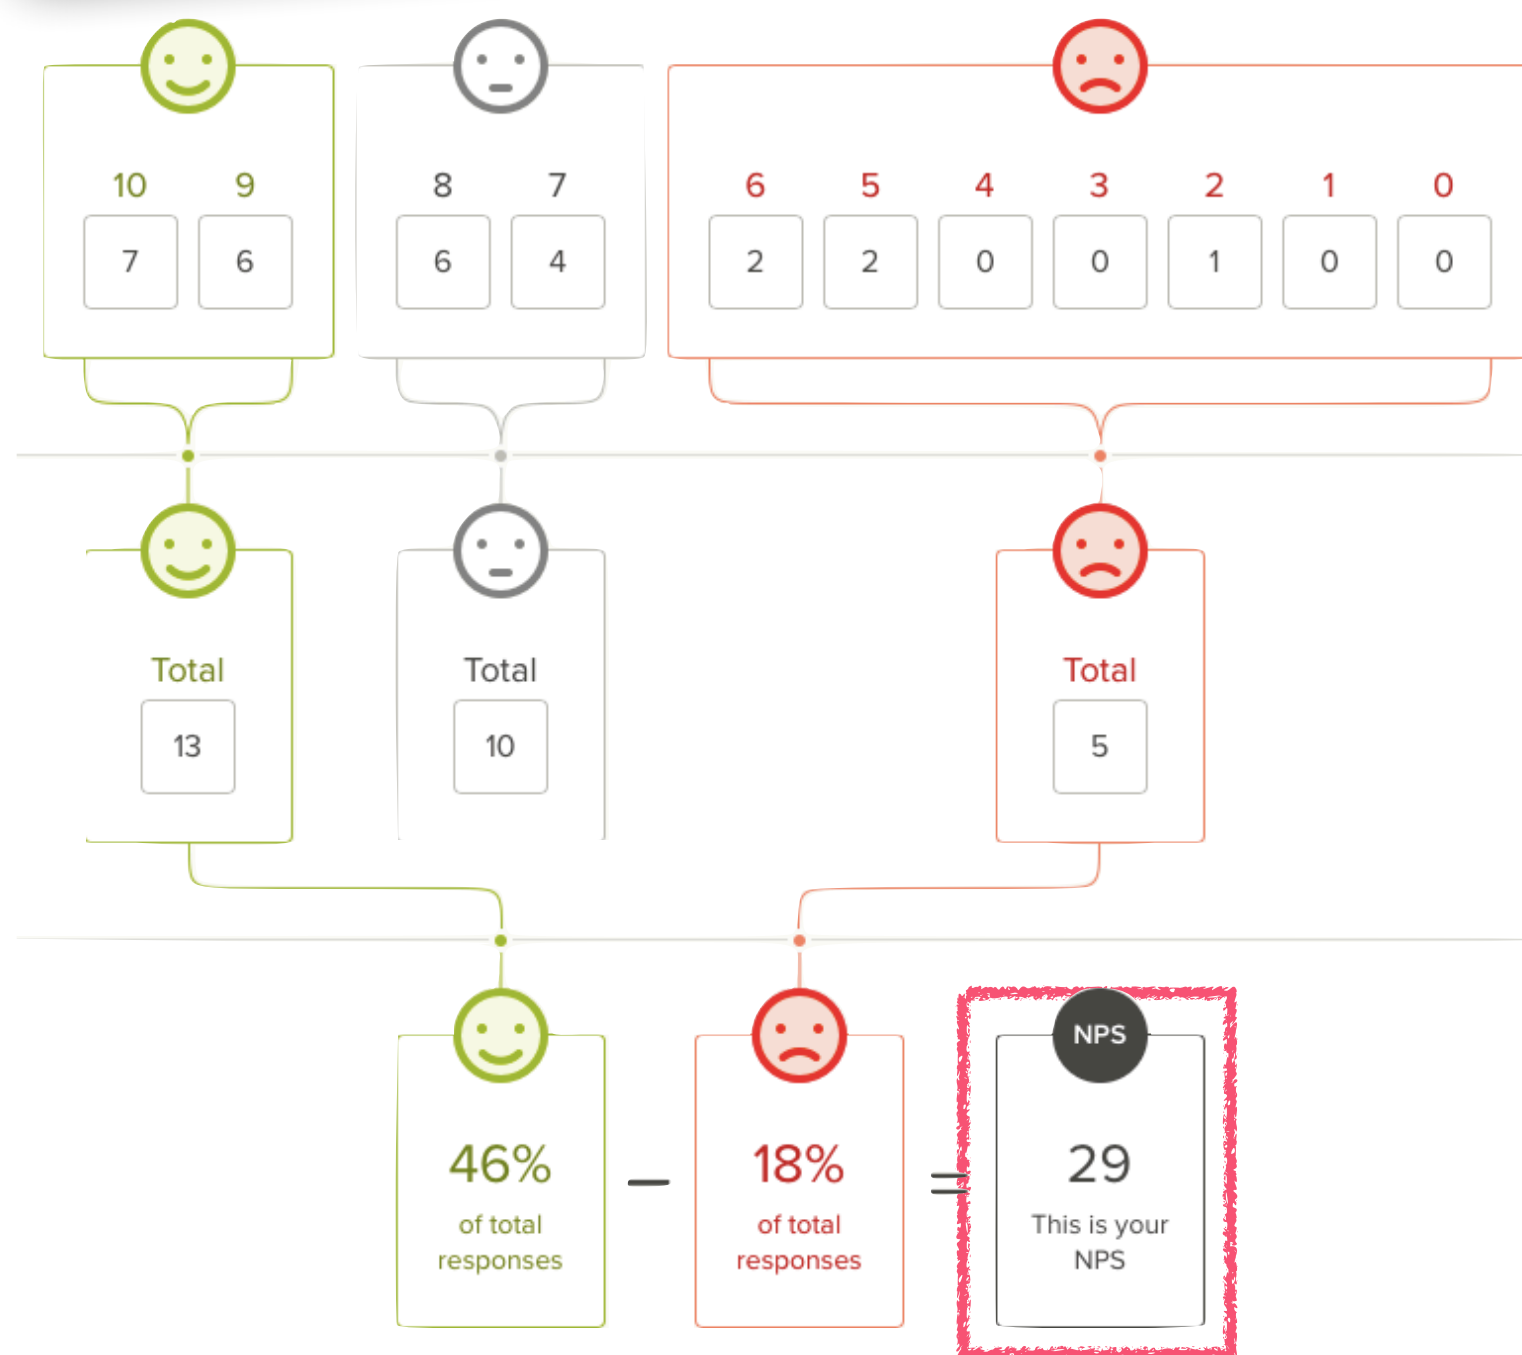 10 9 8 7 6 5 4 3 2 1 0
7 6 6 4 2 2 0 0 1 0 0
Total Total Total
13 10 5
NPS
46% – 18% = 29
of total of total This is your
responses responses NPS